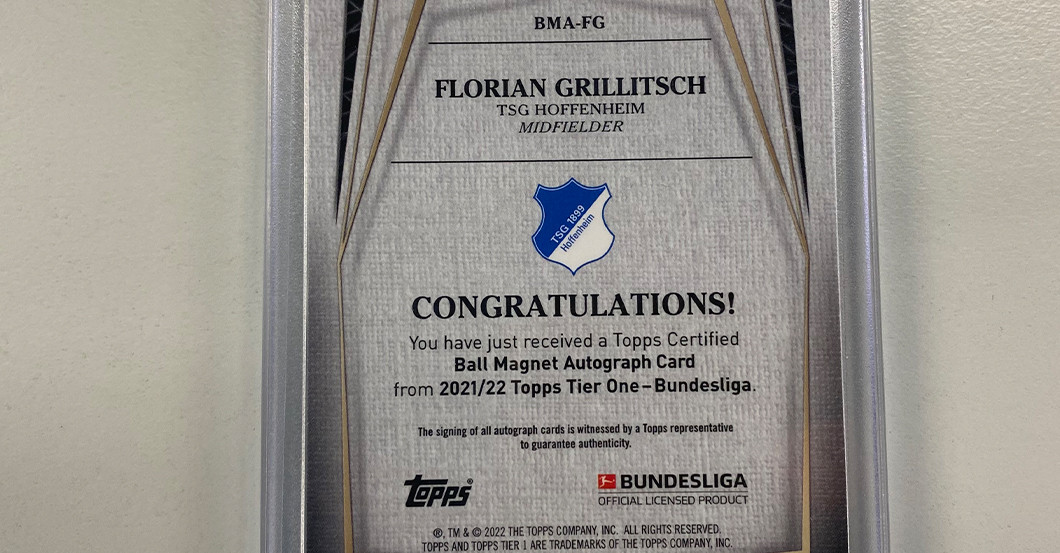 BMA-FG
FLORIAN GRILLITSCH
TSG HOFFENHEIM
MIDFIELDER
TSG 1899
Hoffenheim
CONGRATULATIONS!
You have just received a Topps Certified
Ball Magnet Autograph Card
from 2021/22 Topps Tier One–Bundesliga.
The signing of all autograph cards is witnessed by a Topps representative
to guarantee authenticity.
topps®
BUNDESLIGA
OFFICIAL LICENSED PRODUCT
®, TM & © 2022 THE TOPPS COMPANY, INC. ALL RIGHTS RESERVED.
TOPPS AND TOPPS TIER 1 ARE TRADEMARKS OF THE TOPPS COMPANY, INC.